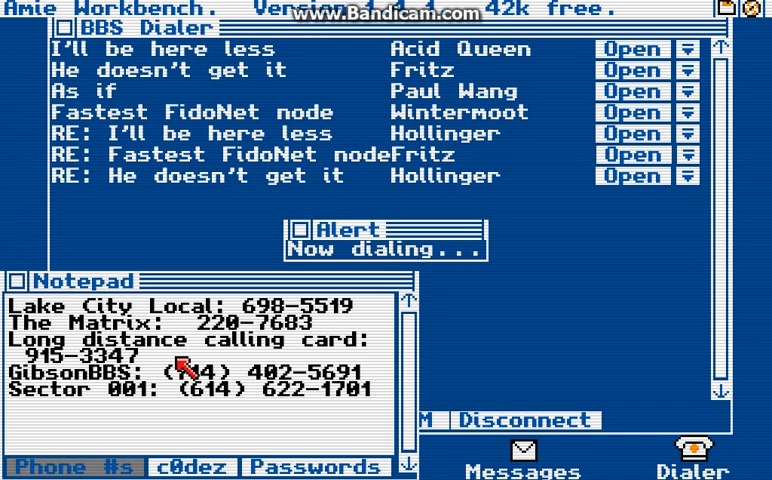 Amie Workbench. Version 1.1.1 42k free.
www.Bandicam.com
BBS Dialer
I'll be here less Acid Queen Open
He doesn't get it Fritz Open
As if Paul Wang Open
Fastest FidoNet node Wintermoot Open
RE: I'll be here less Hollinger Open
RE: Fastest FidoNet nodeFritz Open
RE: He doesn't get it Hollinger Open
Alert
Now dialing...
Notepad
Lake City Local: 698-5519
The Matrix: 220-7683
Long distance calling card:
915-3347
GibsonBBS: 402-5691
Sector 001: (614) 622-1701
M Disconnect
Phone #s c0dez Passwords
Messages Dialer